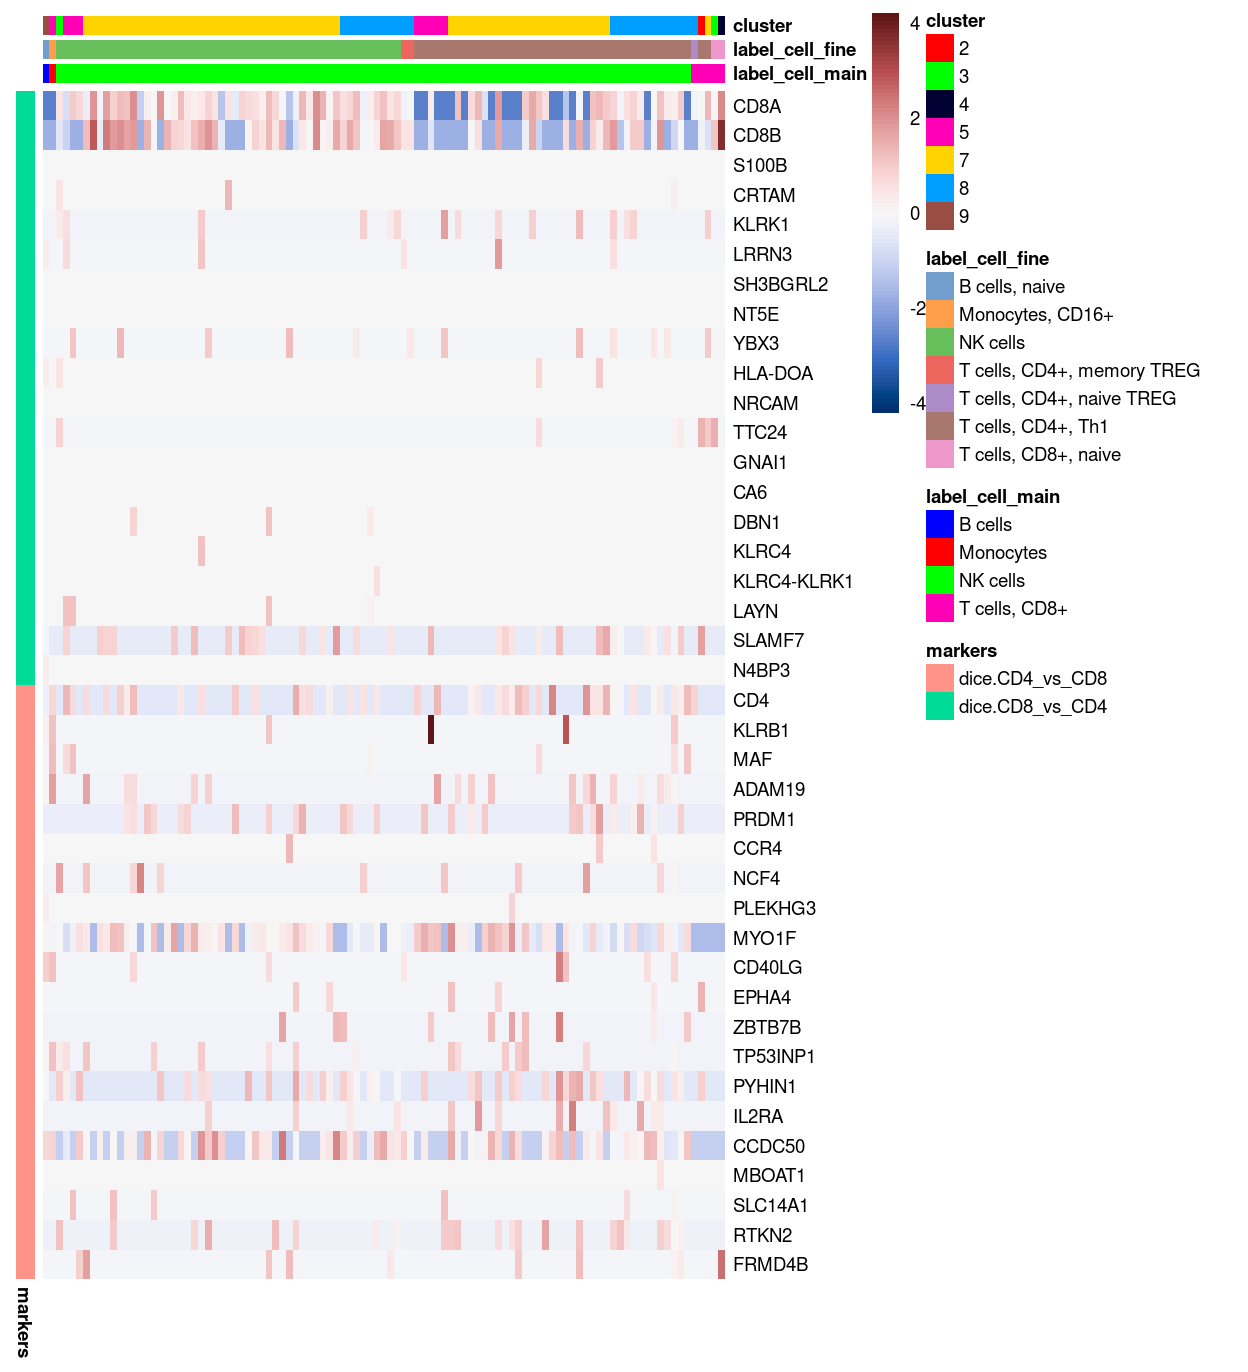 cluster
label_cell_fine
label_cell_main
CD8A
CD8B
S100B
CRTAM
KLRK1
LRRN3
SH3BGRL2
NT5E
YBX3
HLA-DOA
NRCAM
TTC24
GNAI1
CA6
DBN1
KLRC4
KLRC4-KLRK1
LAYN
SLAMF7
N4BP3
CD4
KLRB1
MAF
ADAM19
PRDM1
CCR4
NCF4
PLEKHG3
MYO1F
CD40LG
EPHA4
ZBTB7B
TP53INP1
PYHIN1
IL2RA
CCDC50
MBOAT1
SLC14A1
RTKN2
FRMD4B
markers
4
2
0
-2
-4
cluster
2
3
4
5
7
8
9
label_cell_fine
B cells, naive
Monocytes, CD16+
NK cells
T cells, CD4+, memory TREG
T cells, CD4+, naive TREG
T cells, CD4+, Th1
T cells, CD8+, naive
label_cell_main
B cells
Monocytes
NK cells
T cells, CD8+
markers
dice.CD4_vs_CD8
dice.CD8_vs_CD4